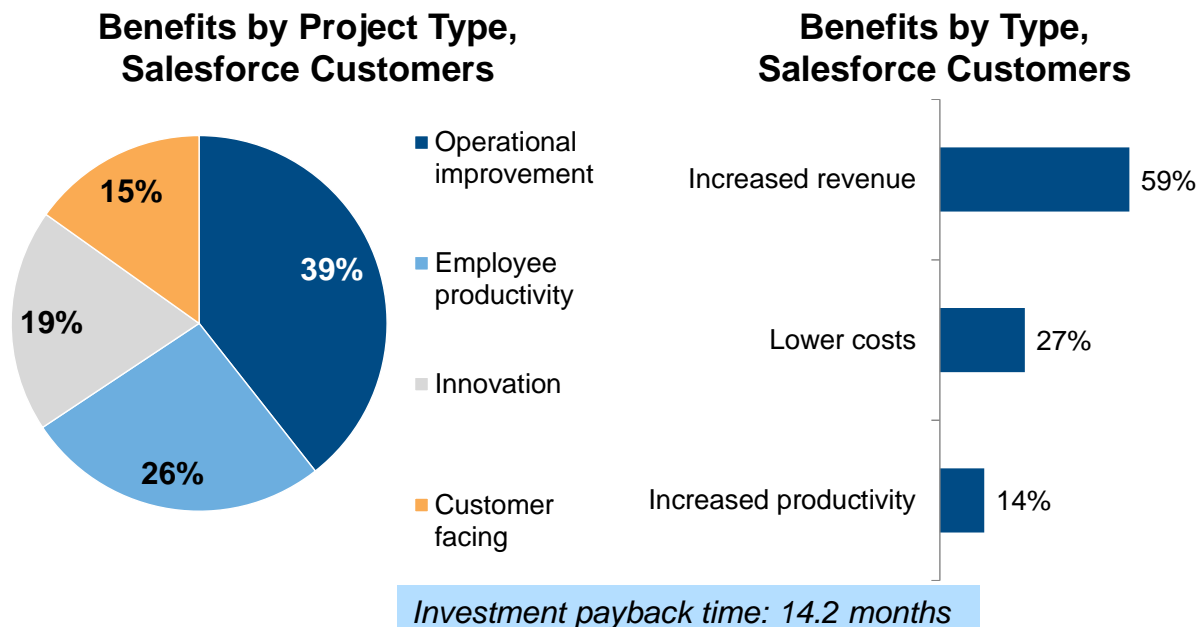 Benefits by Project Type,
Salesforce Customers
15%
39%
19%
26%
Operational
improvement
Employee
productivity
Innovation
Customer
facing
Benefits by Type,
Salesforce Customers
Increased revenue
59%
Lower costs
27%
Increased productivity
14%
Investment payback time: 14.2 months